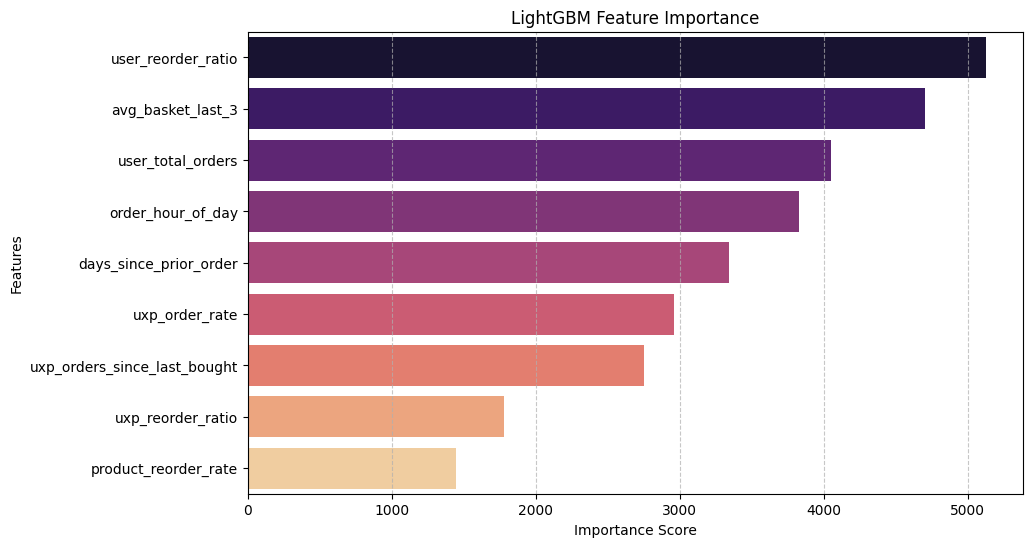 LightGBM Feature Importance
Features
user_reorder_ratio
avg_basket_last_3
user_total_orders
order_hour_of_day
days_since_prior_order
uxp_order_rate
uxp_orders_since_last_bought
uxp_reorder_ratio
product_reorder_rate
0 1000 2000 3000 4000 5000
Importance Score